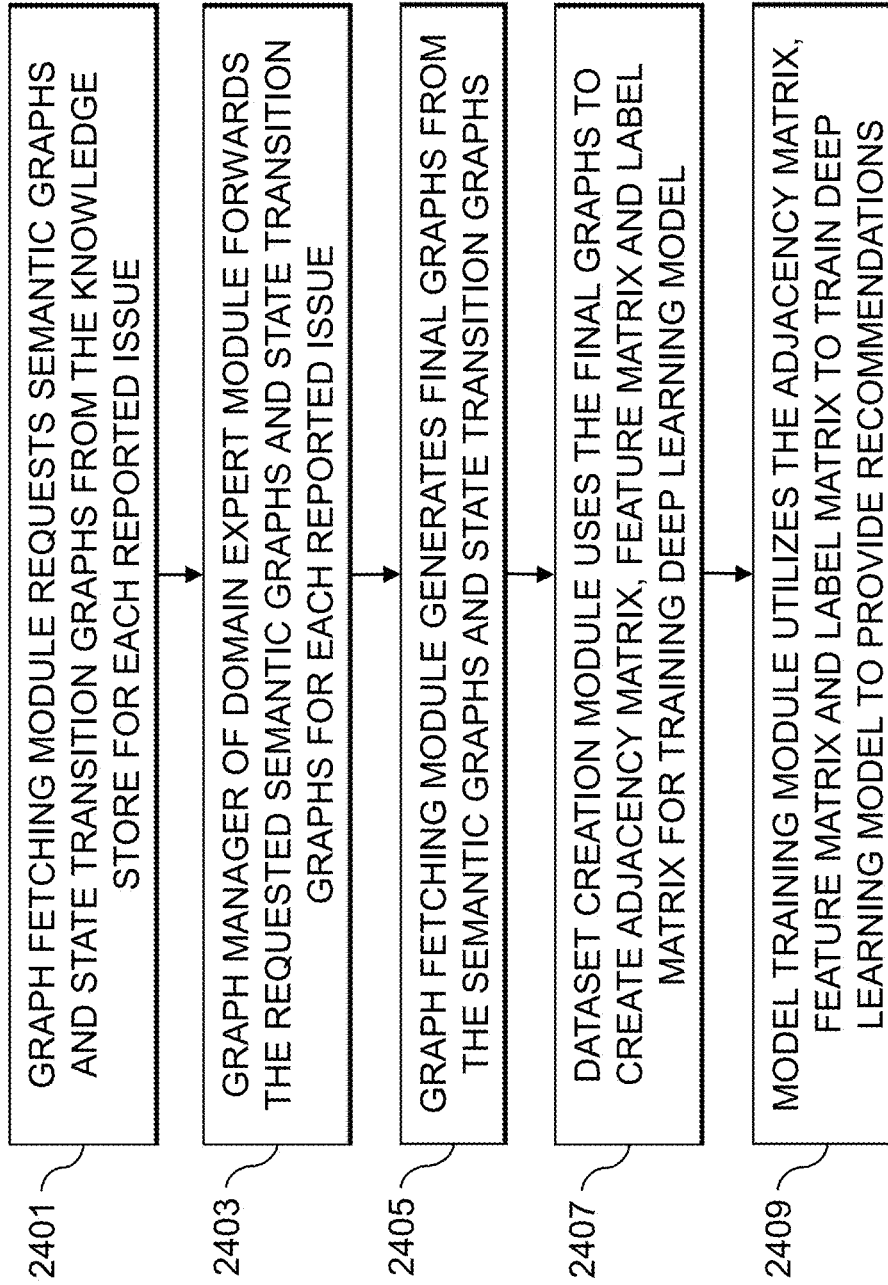 2401
GRAPH FETCHING MODULE REQUESTS SEMANTIC GRAPHS
AND STATE TRANSITION GRAPHS FROM THE KNOWLEDGE
STORE FOR EACH REPORTED ISSUE
2403
GRAPH MANAGER OF DOMAIN EXPERT MODULE FORWARDS
THE REQUESTED SEMANTIC GRAPHS AND STATE TRANSITION
GRAPHS FOR EACH REPORTED ISSUE
2405
GRAPH FETCHING MODULE GENERATES FINAL GRAPHS FROM
THE SEMANTIC GRAPHS AND STATE TRANSITION GRAPHS
2407
DATASET CREATION MODULE USES THE FINAL GRAPHS TO
CREATE ADJACENCY MATRIX, FEATURE MATRIX AND LABEL
MATRIX FOR TRAINING DEEP LEARNING MODEL
2409
MODEL TRAINING MODULE UTILIZES THE ADJACENCY MATRIX,
FEATURE MATRIX AND LABEL MATRIX TO TRAIN DEEP
LEARNING MODEL TO PROVIDE RECOMMENDATIONS